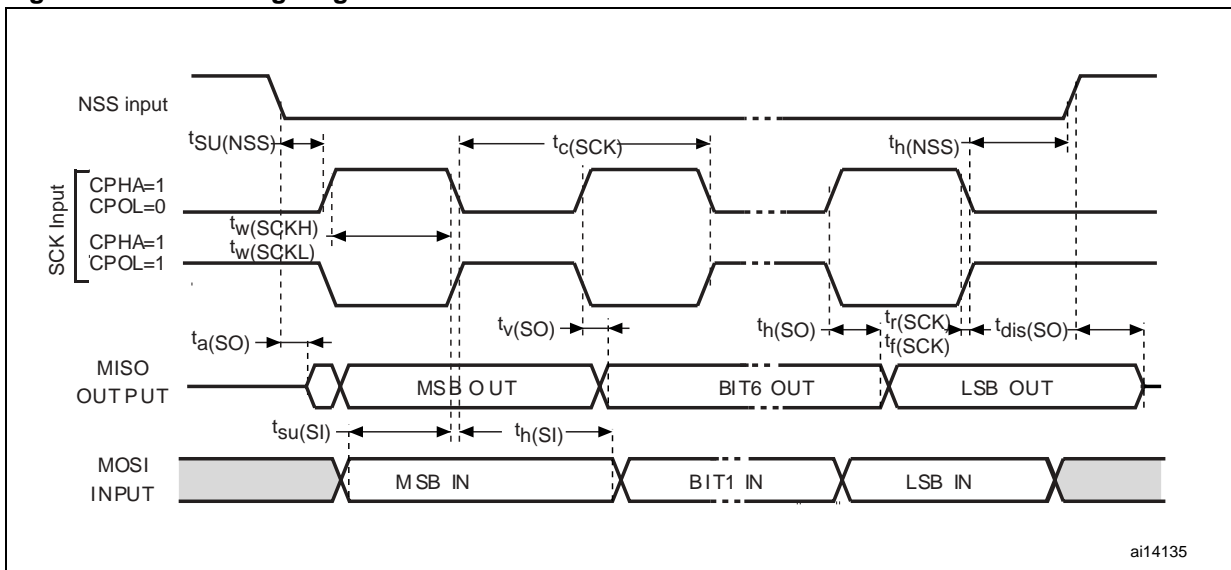 NSS input
tSU(NSS)
tc(SCK)
th(NSS)
SCK Input
CPHA=1
CPOL=0
tw(SCKH)
tw(SCKL)
CPHA=1
CPOL=1
ta(SO)
tv(SO)
th(SO)
tr(SCK)
tf(SCK)
tdis(SO)
MISO
OUTPUT
MSB OUT
BIT6 OUT
LSB OUT
tsu(SI)
th(SI)
MOSI
INPUT
MSB IN
BIT1 IN
LSB IN
ai14135